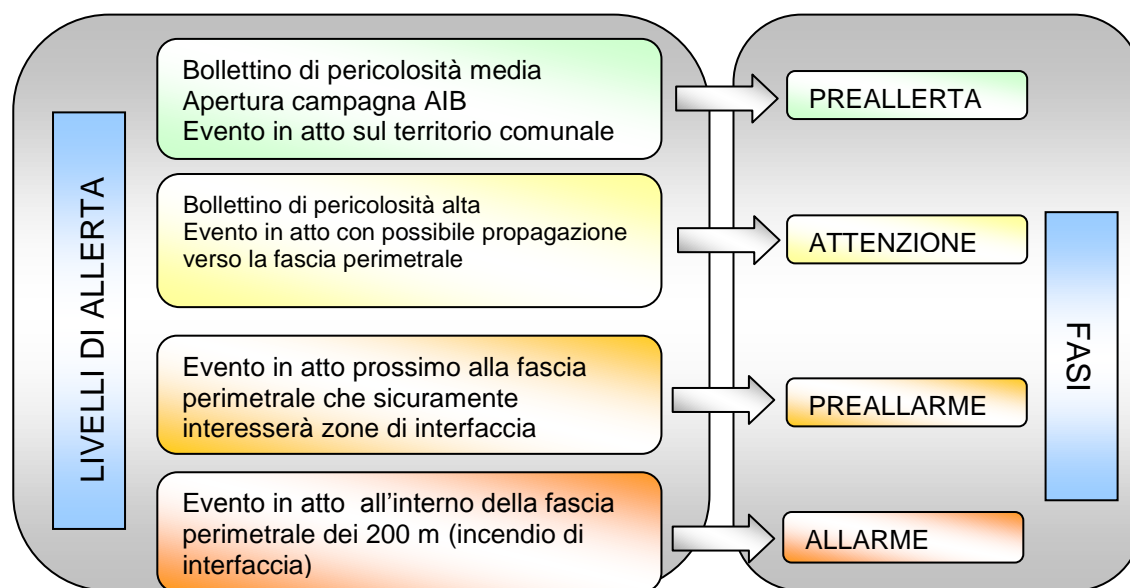 LIVELLI DI ALLERTA
Bollettino di pericolosità media
Apertura campagna AIB
Evento in atto sul territorio comunale
PREALLERTA
Bollettino di pericolosità alta
Evento in atto con possibile propagazione
verso la fascia perimetrale
ATTENZIONE
Evento in atto prossimo alla fascia
perimetrale che sicuramente
interesserà zone di interfaccia
PREALLARME
Evento in atto all'interno della fascia
perimetrale dei 200 m (incendio di
interfaccia)
ALLARME
FASI